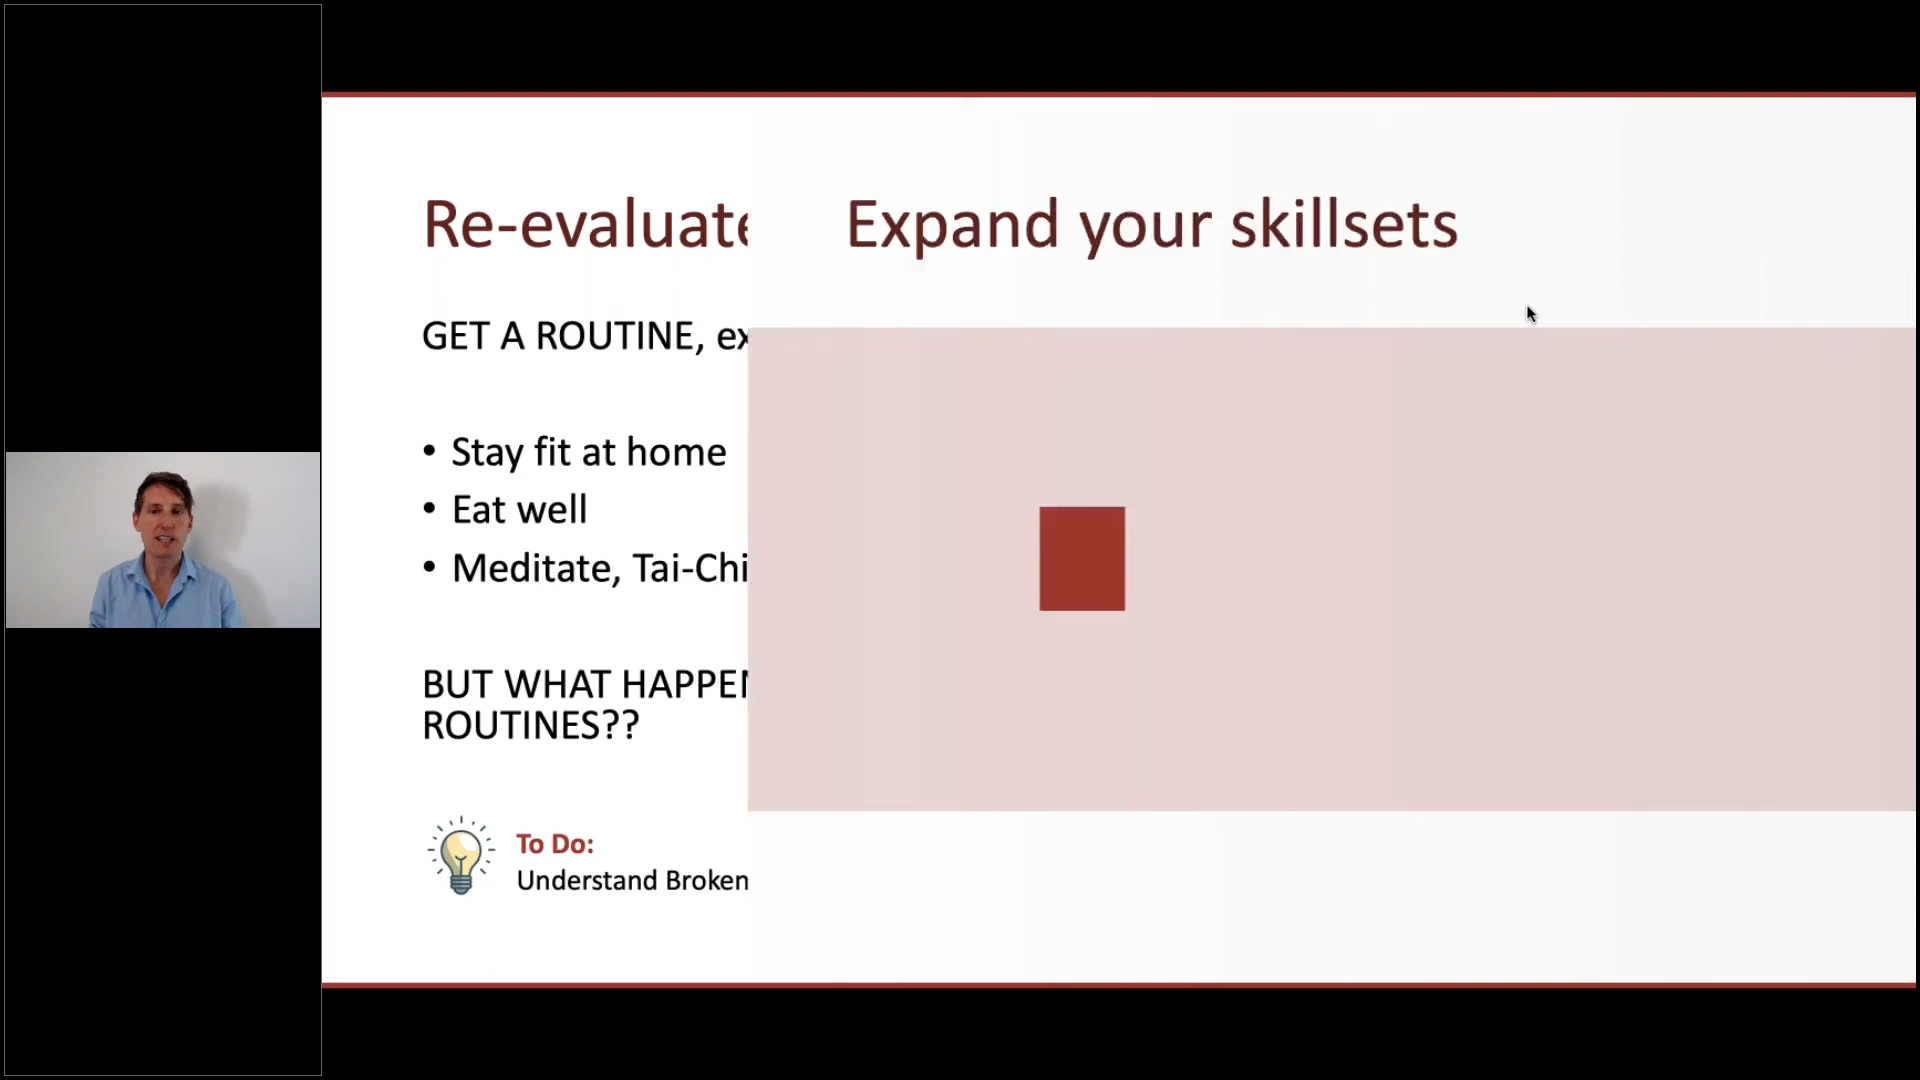 Re-evaluate
Expand your skillsets
GET A ROUTINE, ex
• Stay fit at home
• Eat well
• Meditate, Tai-Chi
BUT WHAT HAPPEN
ROUTINES??
To Do:
Understand Broken